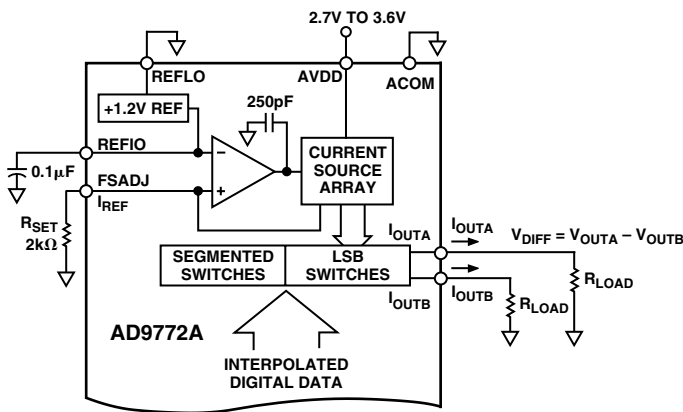 2.7V TO 3.6V
REFLO
AVDD
ACOM
+1.2V REF
250pF
REFIO
–
+
0.1µF
FSADJ
IREF
RSET
2kΩ
CURRENT
SOURCE
ARRAY
IOUTA
IOUTA
VDIFF = VOUTA – VOUTB
SEGMENTED
SWITCHES
LSB
SWITCHES
IOUTB
IOUTB
RLOAD
RLOAD
AD9772A
INTERPOLATED
DIGITAL DATA